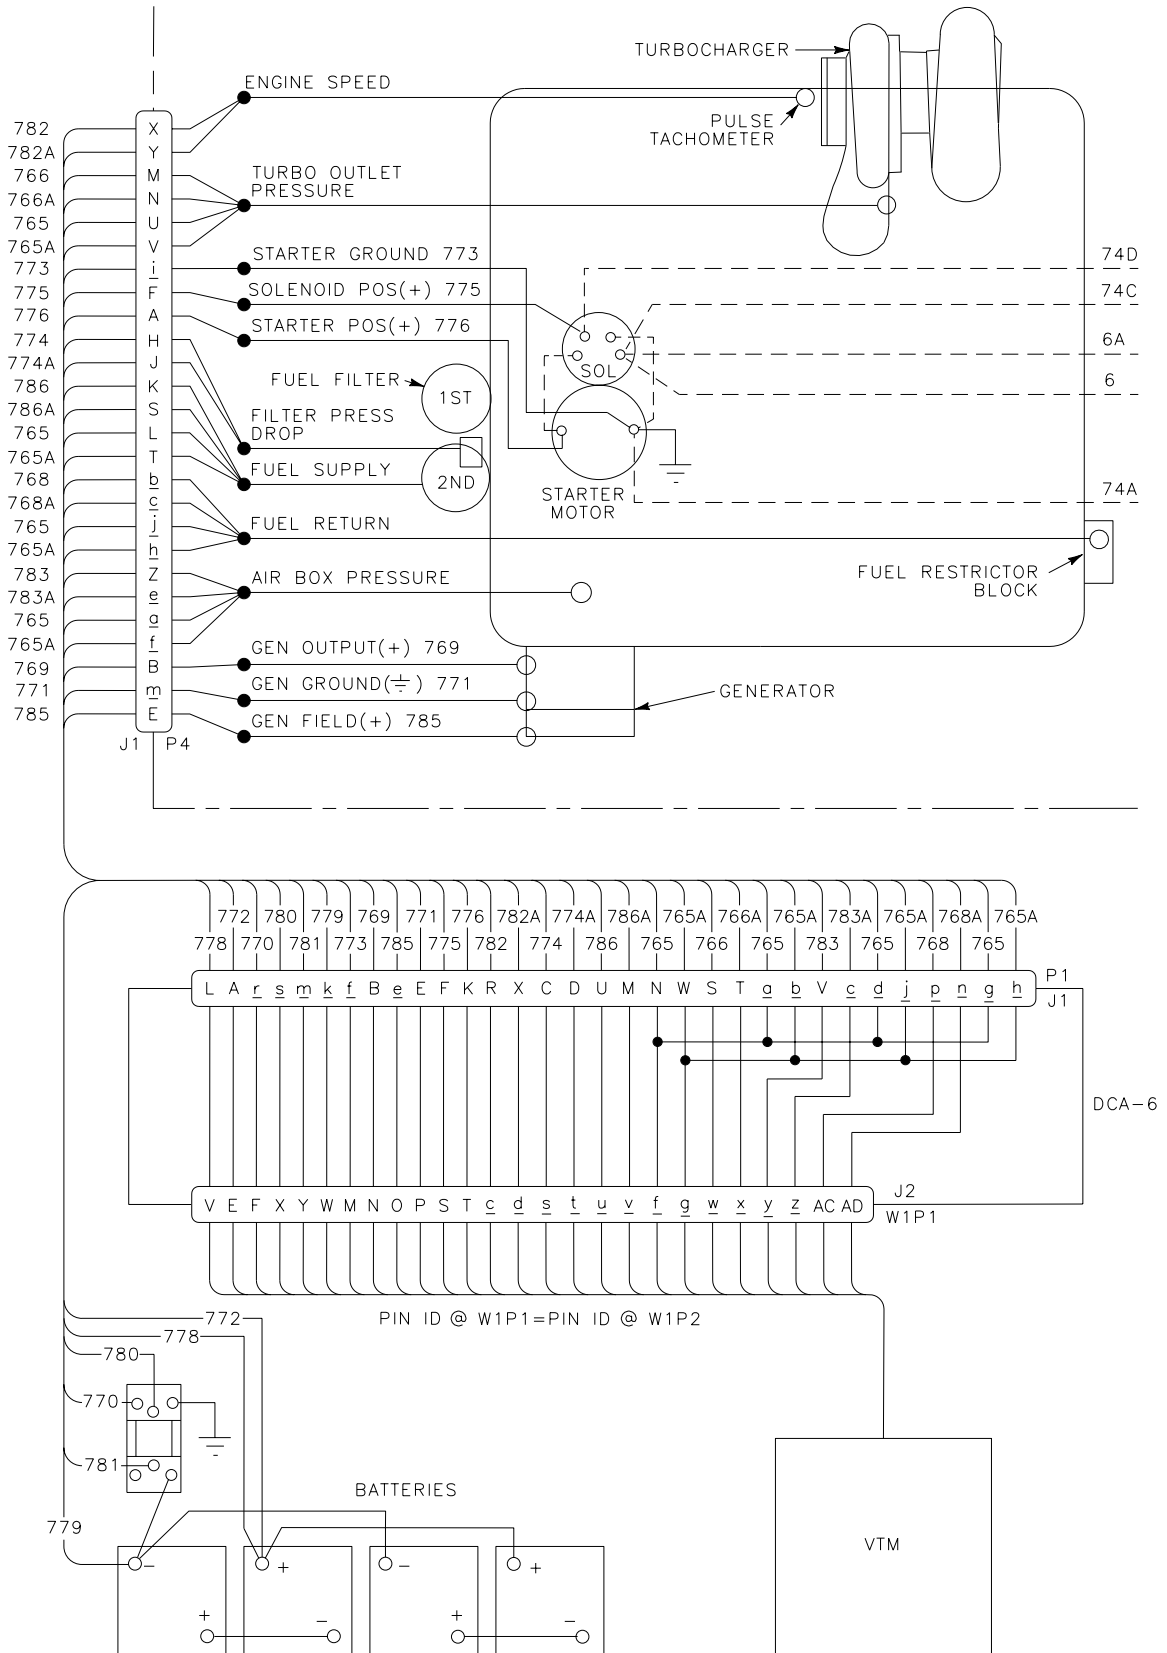 TURBOCHARGER
ENGINE SPEED
PULSE
TACHOMETER
782 X
782A Y
766 M
766A N
765 U
765A V
773 i
775 F
776 A
774 H
774A J
786 K
786A S
765 L
765A T
768 b
768A c
765 j
765A h
783 Z
783A e
765 a
765A f
769 B
771 m
785 E
J1 P4
TURBO OUTLET
PRESSURE
STARTER GROUND 773
SOLENOID POS(+) 775
STARTER POS(+) 776
FUEL FILTER
1ST
FILTER PRESS
DROP
FUEL SUPPLY
2ND
FUEL RETURN
AIR BOX PRESSURE
GEN OUTPUT(+) 769
GEN GROUND(⏚) 771
GEN FIELD(+) 785
SOL
STARTER
MOTOR
74D
74C
6A
6
74A
FUEL RESTRICTOR
BLOCK
GENERATOR
772 780 779 769 771 776 782A 774A 786A 765A 766A 765A 783A 765A 768A 765A
778 770 781 773 785 775 782 774 786 765 766 765 783 765 768 765
L A r s m k f B e E F K R X C D U M N W S T a b V c d j p n g h
P1
J1
DCA-6
V E F X Y W M N O P S T c d s t u v f g w x y z AC AD
J2
W1P1
PIN ID @ W1P1=PIN ID @ W1P2
772
778
780
770
781
779
BATTERIES
- + - +
+ - + -
VTM